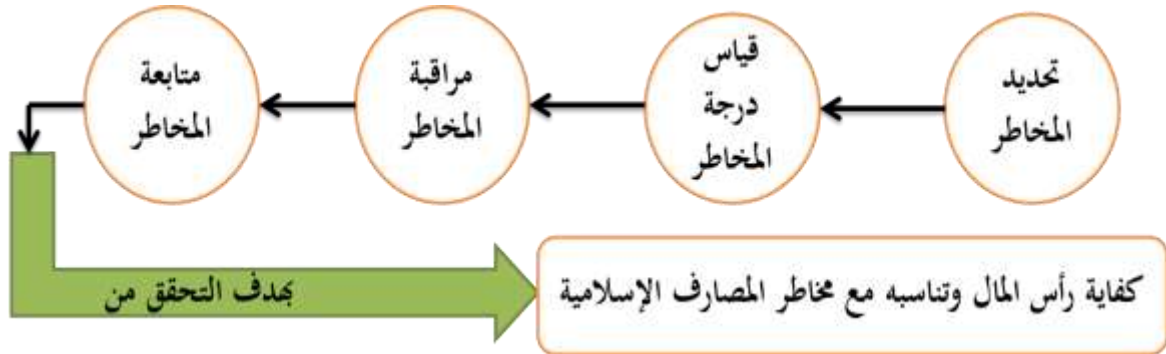 تحديد
المخاطر
قياس
درجة
المخاطر
مراقبة
المخاطر
متابعة
المخاطر
بهدف التحقق من
كفاية رأس المال وتناسبه مع مخاطر المصارف الإسلامية